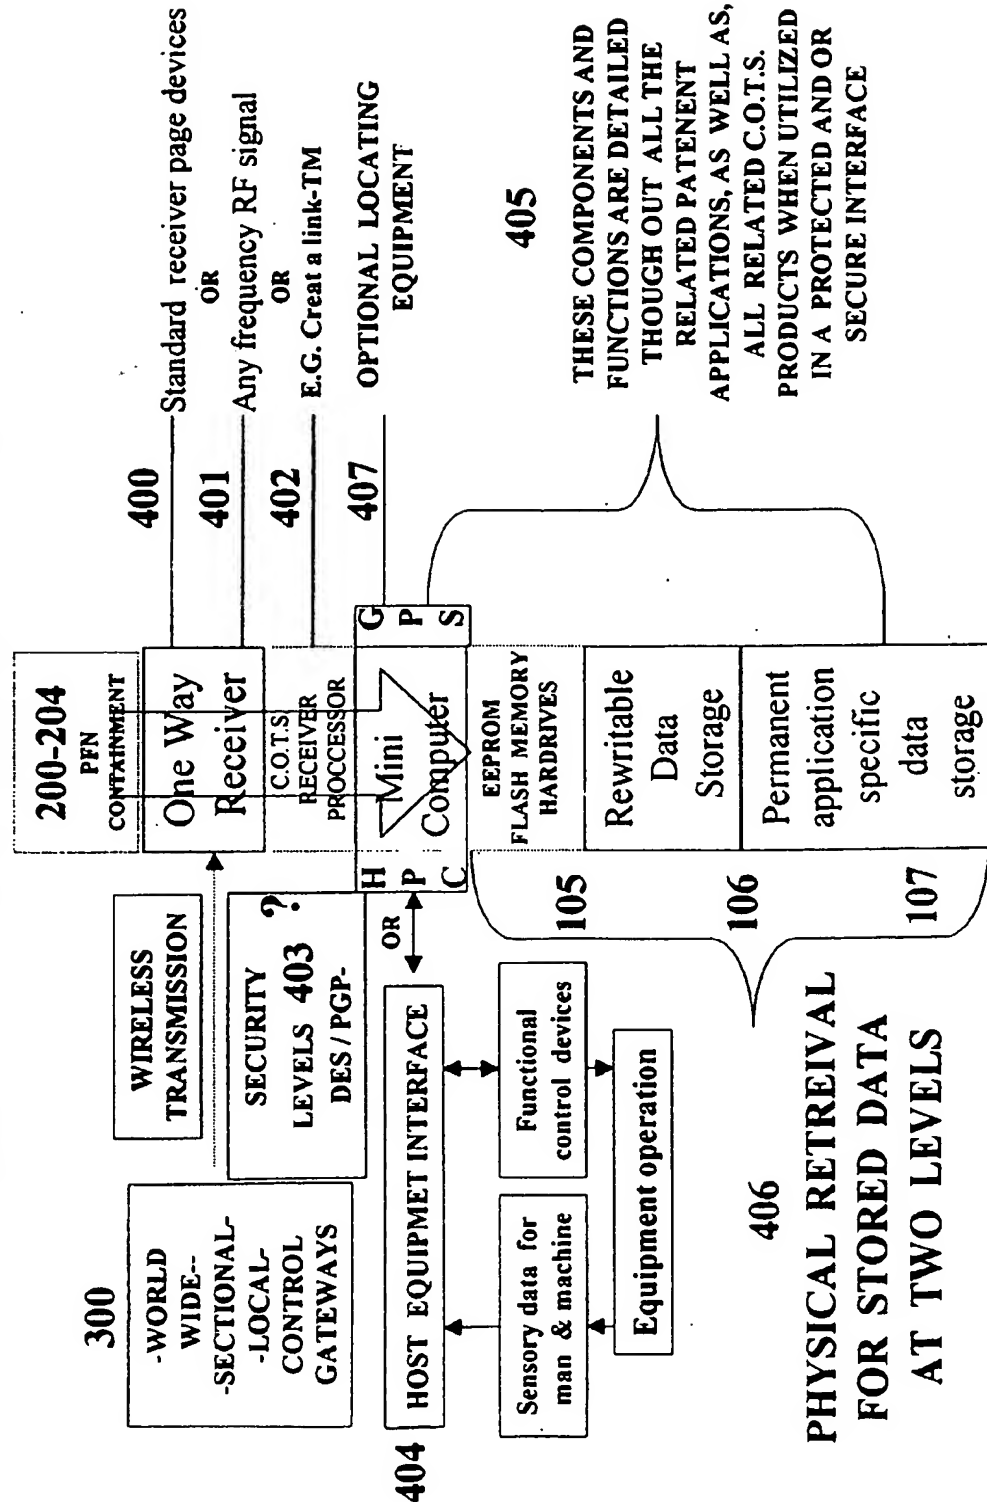 300
-WORLD
WIDE--
-SECTIONAL-
-LOCAL-
CONTROL
GATEWAYS
WIRELESS
TRANSMISSION
SECURITY
LEVELS 403 ?
DES / PGP-
200-204
PFN
CONTAINMENT
One Way
Receiver
C.O.T.S.
RECEIVER
PROCCESSOR
H
P
C
Mini
Computer
G
P
S
EEPROM
FLASH MEMORY
HARDRIVES
Rewritable
Data
Storage
Permanent
application
specific
data
storage
400
Standard receiver page devices
OR
401
Any frequency RF signal
OR
402
E.G. Creat a link-TM
407
OPTIONAL LOCATING
EQUIPMENT
405
THESE COMPONENTS AND
FUNCTIONS ARE DETAILED
THOUGH OUT ALL THE
RELATED PATENENT
APPLICATIONS, AS WELL AS,
ALL RELATED C.O.T.S.
PRODUCTS WHEN UTILIZED
IN A PROTECTED AND OR
SECURE INTERFACE
404
HOST EQUIPMET INTERFACE
OR
Sensory data for
man & machine
Functional
control devices
Equipment operation
105
106
107
406
PHYSICAL RETREIVAL
FOR STORED DATA
AT TWO LEVELS